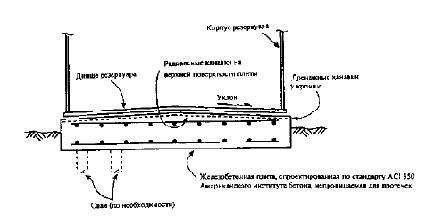 Корпус резервуара
Радиальные канавки на
верхней поверхности плиты
Днище резервуара
Уклон
Дренажные канавки
у кромки
Железобетонная плита, спроектированная по стандарту ACI 350
Американского института бетона, непроницаемая для протечек
Сваи (по необходимости)